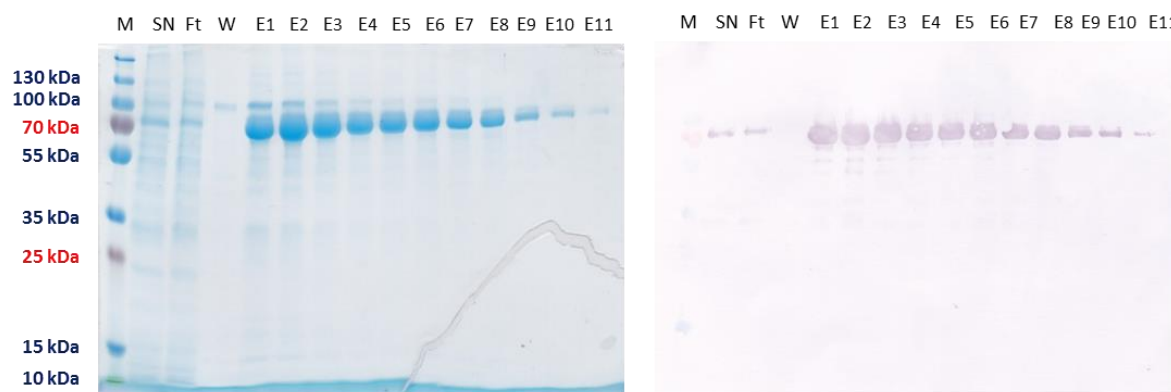 M SN Ft W E1 E2 E3 E4 E5 E6 E7 E8 E9 E10 E11
M SN Ft W E1 E2 E3 E4 E5 E6 E7 E8 E9 E10 E11
130 kDa
100 kDa
70 kDa
55 kDa
35 kDa
25 kDa
15 kDa
10 kDa